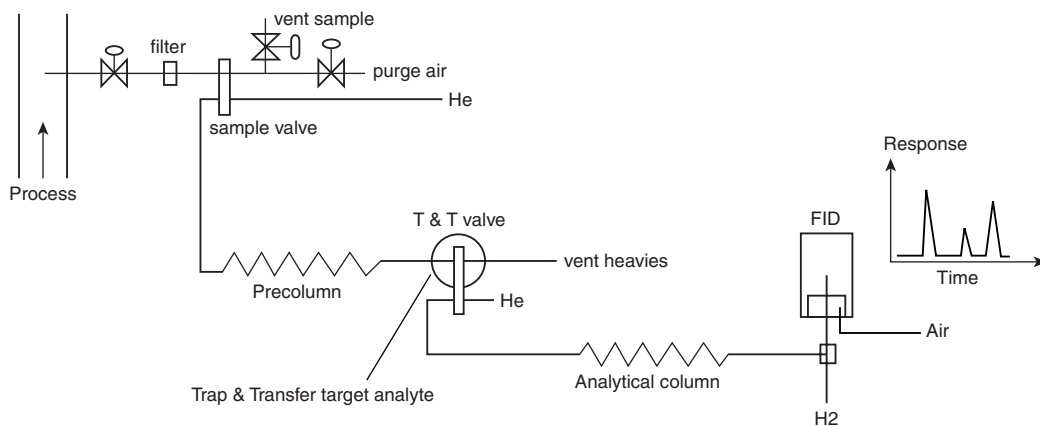 vent sample
filter
purge air
He
sample valve
Process
Response
T & T valve
FID
vent heavies
Time
Precolumn
He
Air
Analytical column
Trap & Transfer target analyte
H2